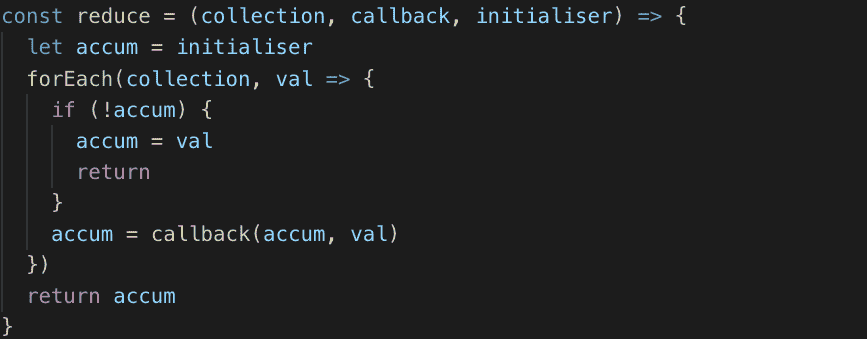 const reduce = (collection, callback, initialiser) => {
  let accum = initialiser
  forEach(collection, val => {
    if (!accum) {
      accum = val
      return
    }
    accum = callback(accum, val)
  })
  return accum
}